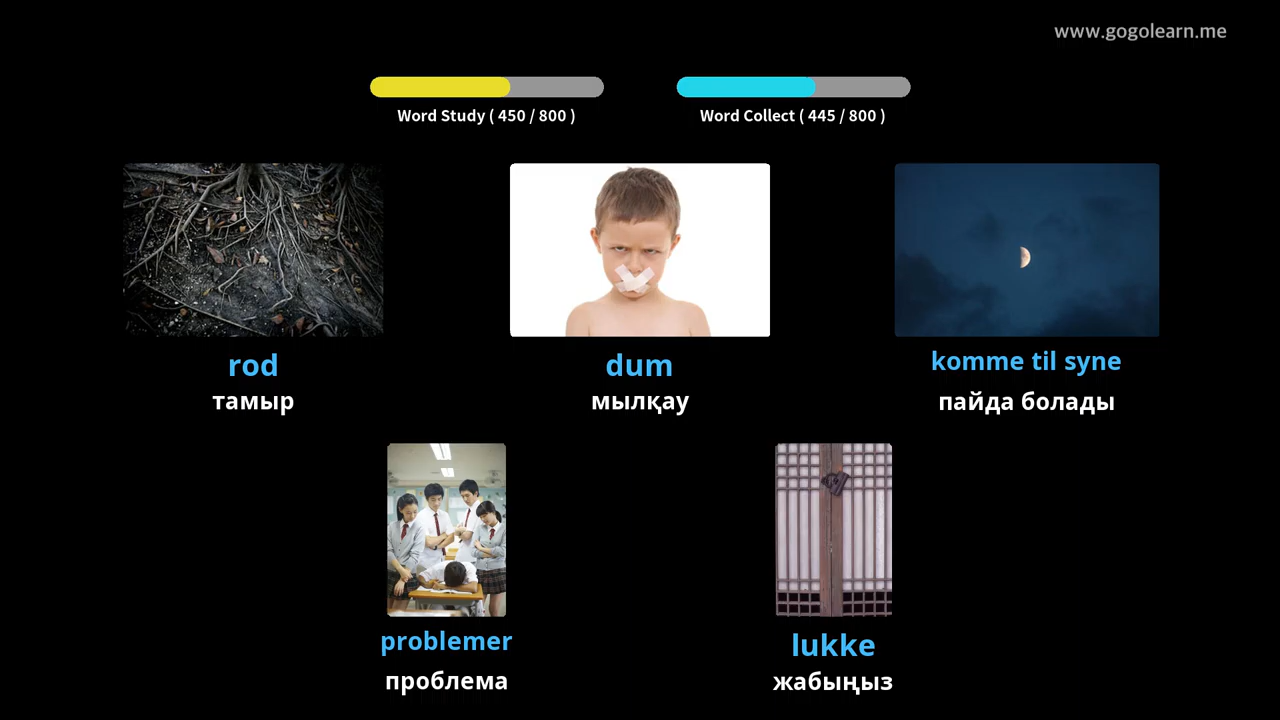 www.gogolearn.me
Word Study ( 450 / 800 )
Word Collect ( 445 / 800 )
rod
тамыр
dum
мылқау
komme til syne
пайда болады
problemer
проблема
lukke
жабыңыз